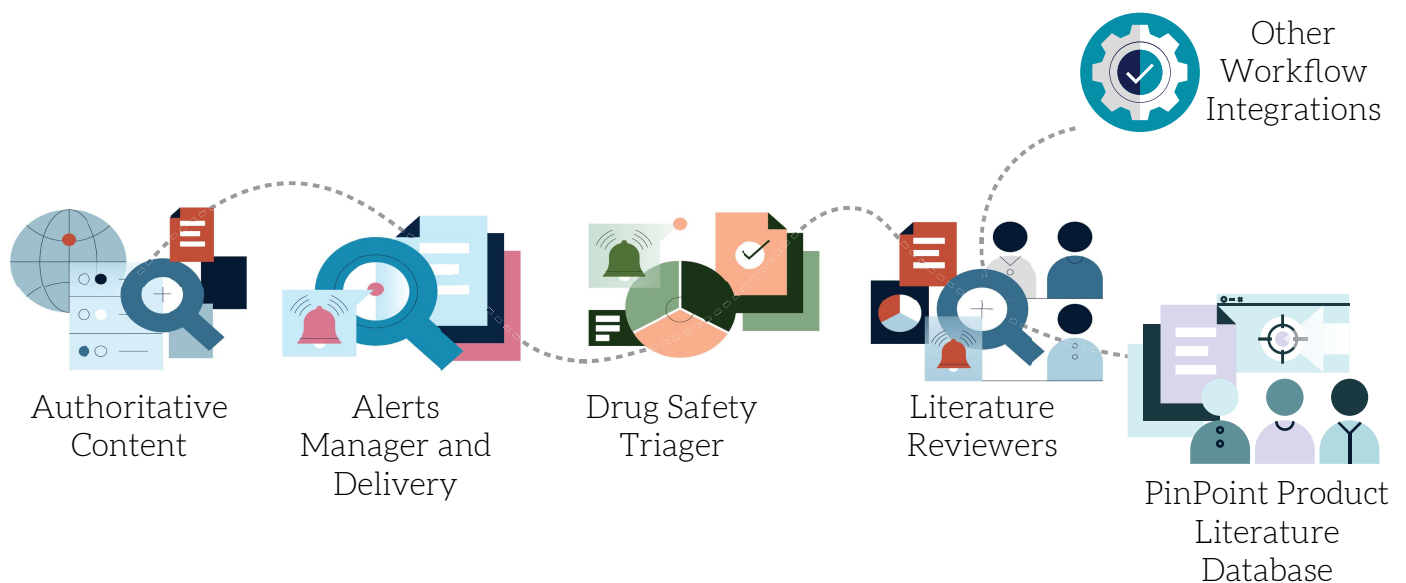 Other
Workflow
Integrations
Authoritative
Content
Alerts
Manager and
Delivery
Drug Safety
Triager
Literature
Reviewers
PinPoint Product
Literature
Database